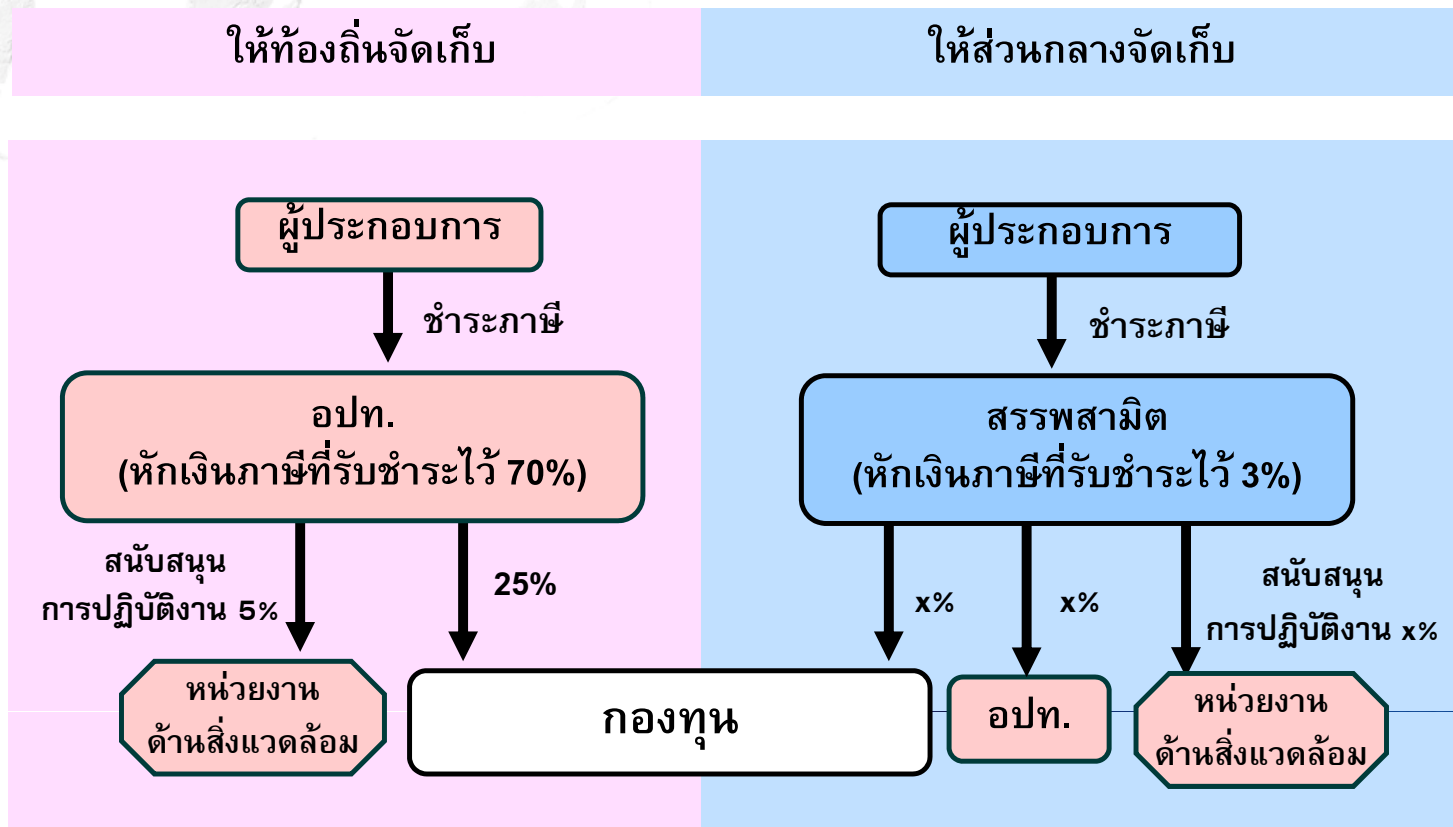 ให้ท้องถิ่นจัดเก็บ
ให้ส่วนกลางจัดเก็บ
ผู้ประกอบการ
ชำระภาษี
อปท.
(หักเงินภาษีที่รับชำระไว้ 70%)
สนับสนุน
การปฏิบัติงาน 5%
25%
หน่วยงาน
ด้านสิ่งแวดล้อม
กองทุน
ผู้ประกอบการ
ชำระภาษี
สรรพสามิต
(หักเงินภาษีที่รับชำระไว้ 3%)
x%
x%
สนับสนุน
การปฏิบัติงาน x%
อปท.
หน่วยงาน
ด้านสิ่งแวดล้อม